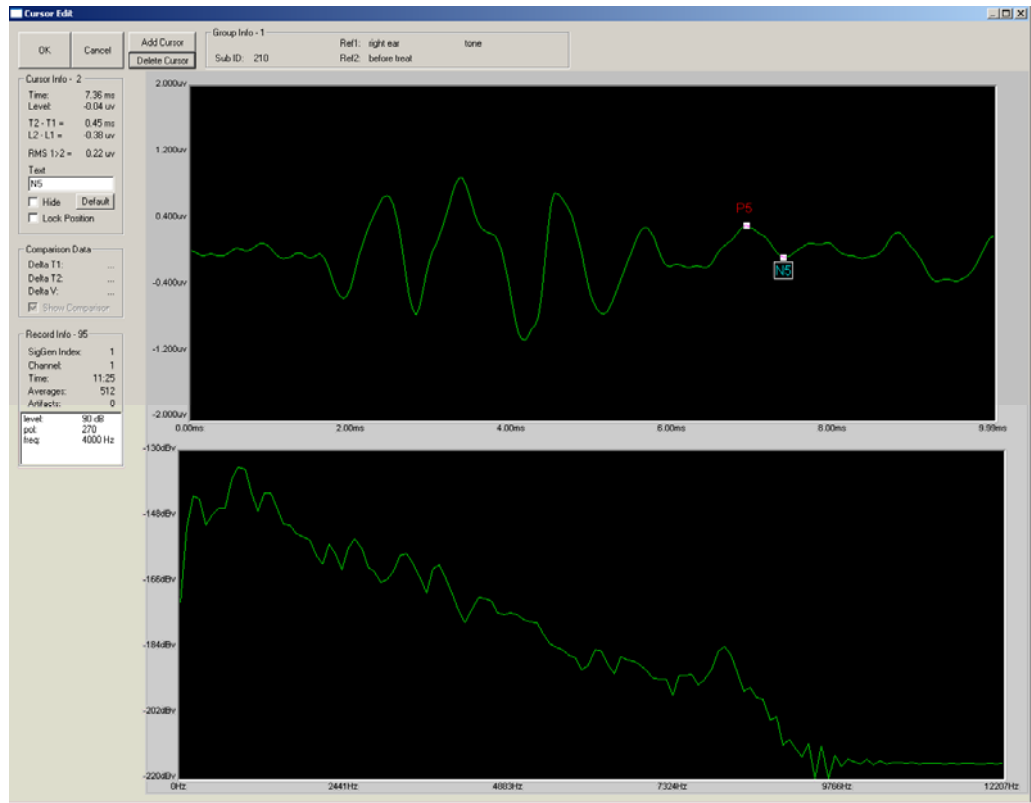 Cursor Edit
OK
Cancel
Add Cursor
Delete Cursor
Group Info - 1
Sub ID: 210
Ref1: right ear tone
Ref2: before treat
Cursor Info - 2
Time: 7.36 ms
Level: -0.04 uv
T2 - T1 = 0.45 ms
L2 - L1 = -0.38 uv
RMS 1>2 = 0.22 uv
Text
N5
Hide
Default
Lock Position
Comparison Data
Delta T1: ...
Delta T2: ...
Delta V: ...
Show Comparison
Record Info - 95
SigGen Index: 1
Channel: 1
Time: 11:25
Averages: 512
Artifacts: 0
level: 90 dB
pol: 270
freq: 4000 Hz
2.000uv
1.200uv
0.400uv
-0.400uv
-1.200uv
-2.000uv
P5
N5
0.00ms 2.00ms 4.00ms 6.00ms 8.00ms 9.99ms
-130dBv
-148dBv
-166dBv
-184dBv
-202dBv
-220dBv
0Hz 2441Hz 4883Hz 7324Hz 9766Hz 12207Hz